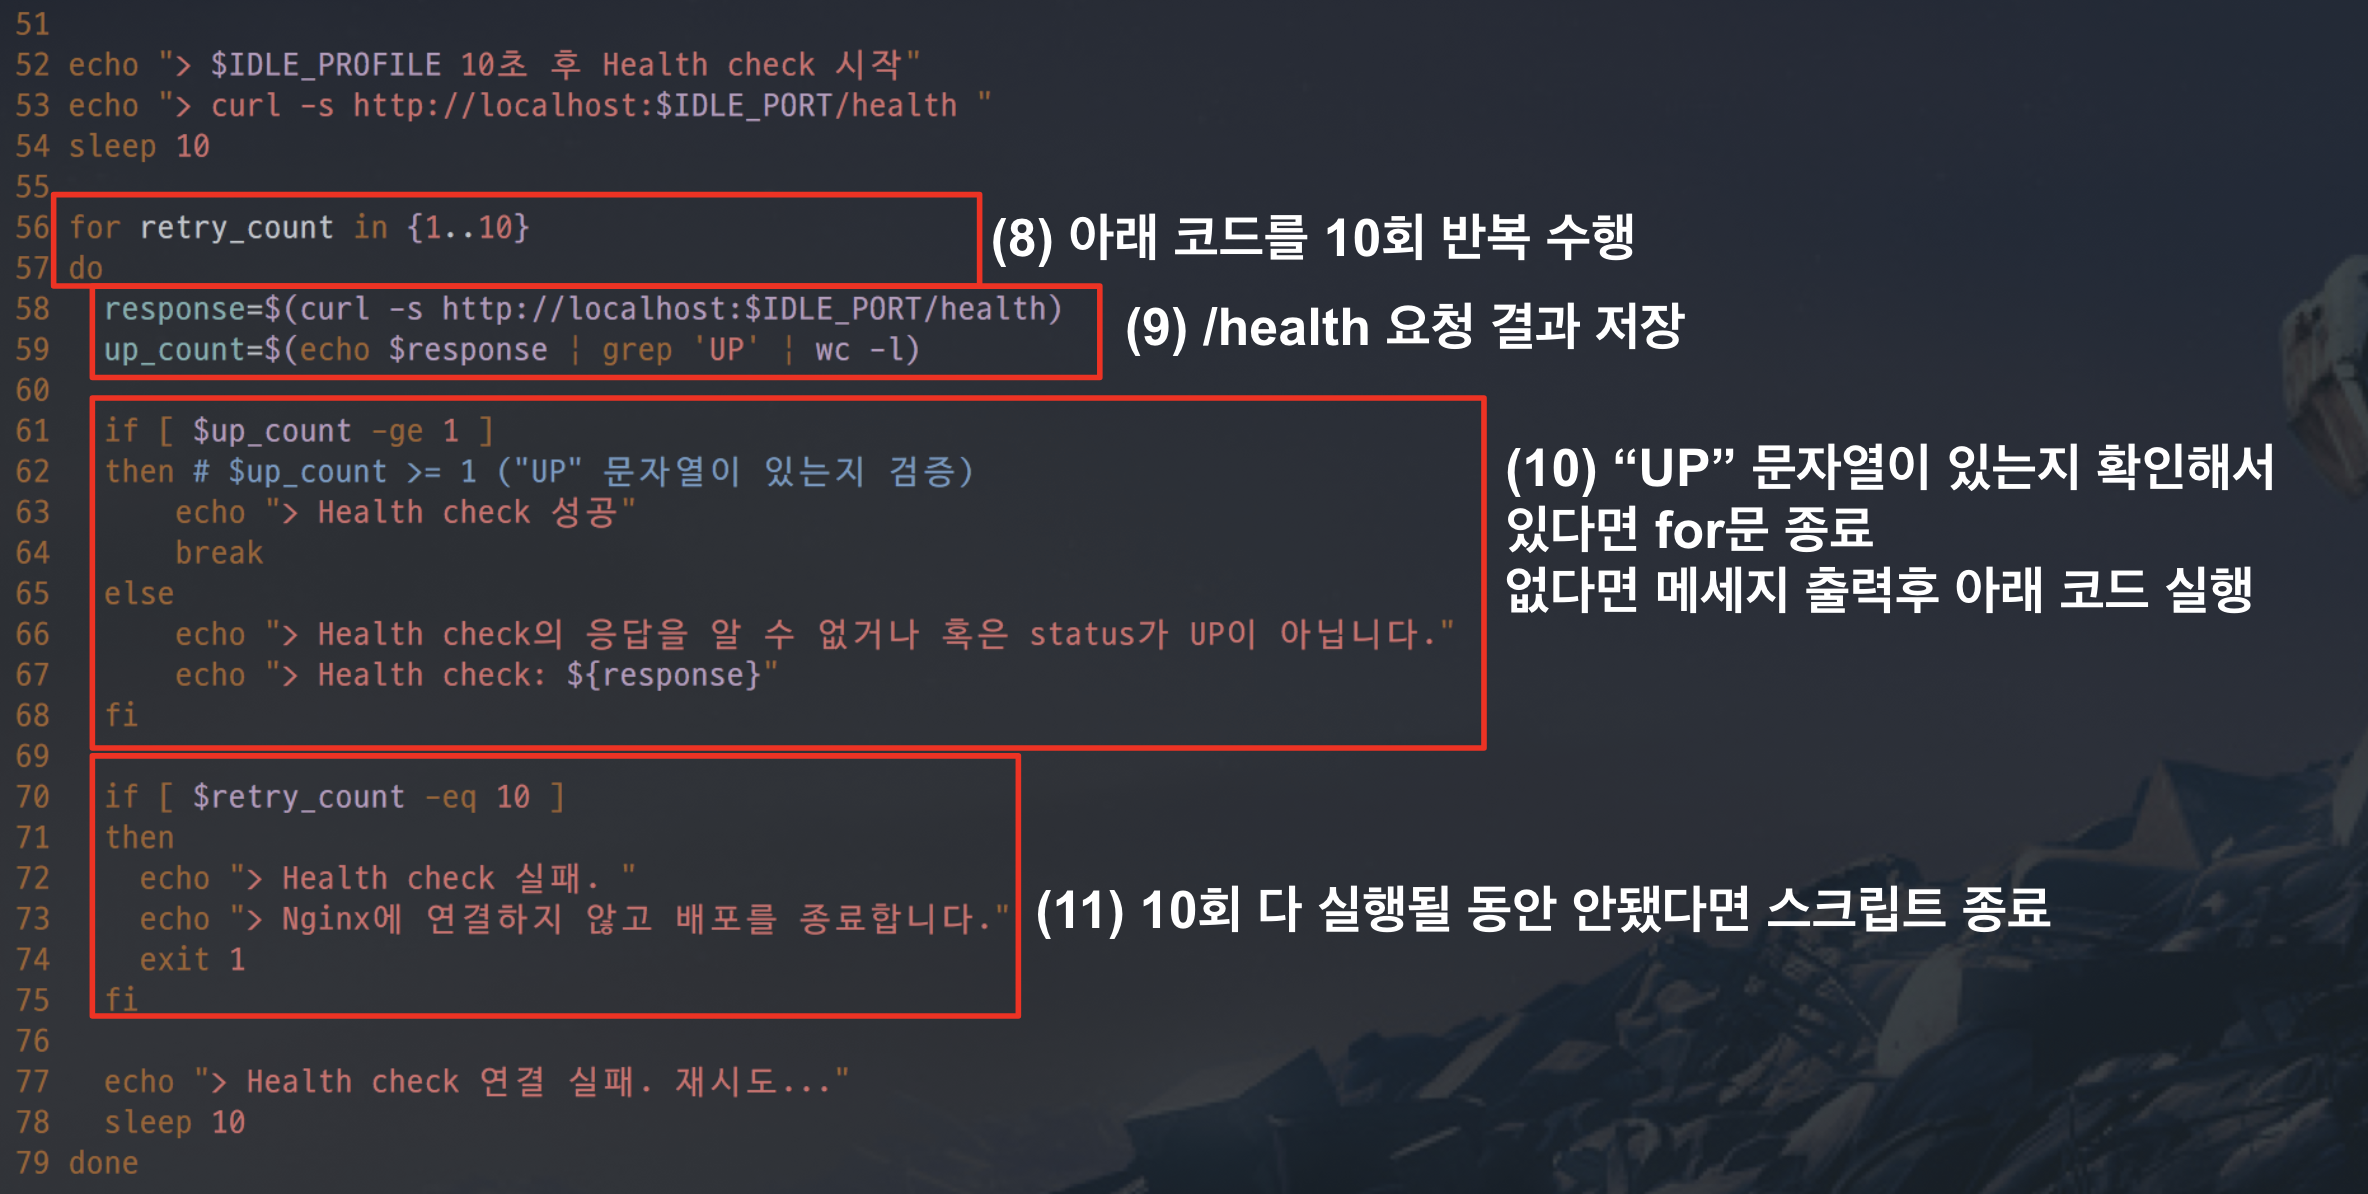 51
52 echo "> $IDLE_PROFILE 10초 후 Health check 시작"
53 echo "> curl -s http://localhost:$IDLE_PORT/health "
54 sleep 10
55
56 for retry_count in {1..10}
57 do
(8) 아래 코드를 10회 반복 수행
58   response=$(curl -s http://localhost:$IDLE_PORT/health)
59   up_count=$(echo $response | grep 'UP' | wc -l)
(9) /health 요청 결과 저장
60
61   if [ $up_count -ge 1 ]
62   then # $up_count >= 1 ("UP" 문자열이 있는지 검증)
63       echo "> Health check 성공"
64       break
65   else
66       echo "> Health check의 응답을 알 수 없거나 혹은 status가 UP이 아닙니다."
67       echo "> Health check: ${response}"
68   fi
(10) “UP” 문자열이 있는지 확인해서
있다면 for문 종료
없다면 메세지 출력후 아래 코드 실행
69
70   if [ $retry_count -eq 10 ]
71   then
72     echo "> Health check 실패. "
73     echo "> Nginx에 연결하지 않고 배포를 종료합니다."
74     exit 1
75   fi
(11) 10회 다 실행될 동안 안됐다면 스크립트 종료
76
77   echo "> Health check 연결 실패. 재시도..."
78   sleep 10
79 done